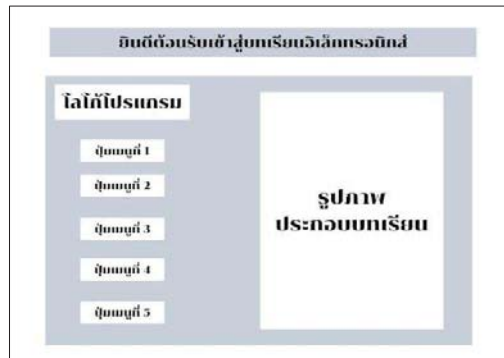 ยินดีต้อนรับเข้าสู่บทเรียนอิเล็กทรอนิกส์
โลโก้โปรแกรม
ปุ่มเมนูที่ 1
ปุ่มเมนูที่ 2
ปุ่มเมนูที่ 3
ปุ่มเมนูที่ 4
ปุ่มเมนูที่ 5
รูปภาพ
ประกอบบทเรียน